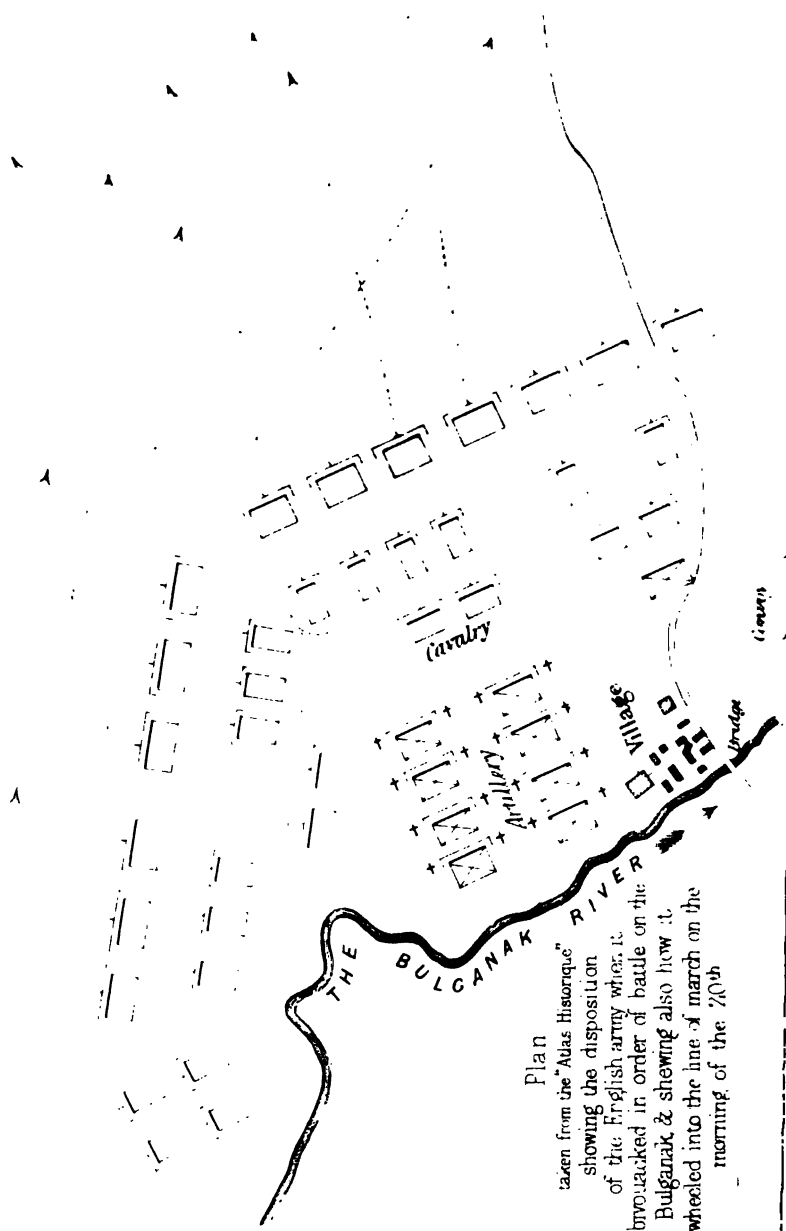 Plan
taken from the "Atlas Historique"
showing the disposition
of the English army when it
bivouacked in order of battle on the
Bulganak & shewing also how it
wheeled into the line of march on the
morning of the 20th
THE BULGANAK RIVER
Cavalry
Artillery
Village
Bridge